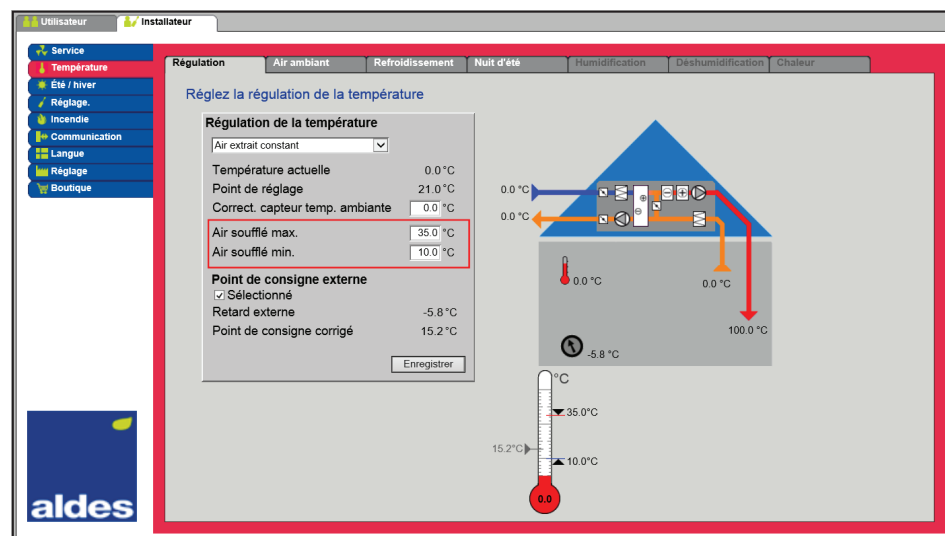 Utilisateur
Installateur
Service
Température
Été / hiver
Réglage.
Incendie
Communication
Langue
Réglage
Boutique
Régulation
Air ambiant
Refroidissement
Nuit d'été
Humidification
Déshumidification
Chaleur
Réglez la régulation de la température
Régulation de la température
Air extrait constant
Température actuelle 0.0 °C
Point de réglage 21.0 °C
Correct. capteur temp. ambiante 0.0 °C
Air soufflé max. 35.0 °C
Air soufflé min. 10.0 °C
Point de consigne externe
Sélectionné
Retard externe -5.8 °C
Point de consigne corrigé 15.2 °C
Enregistrer
0.0 °C
0.0 °C
0.0 °C
0.0 °C
100.0 °C
-5.8 °C
°C
35.0°C
15.2°C
10.0°C
0.0
aldes